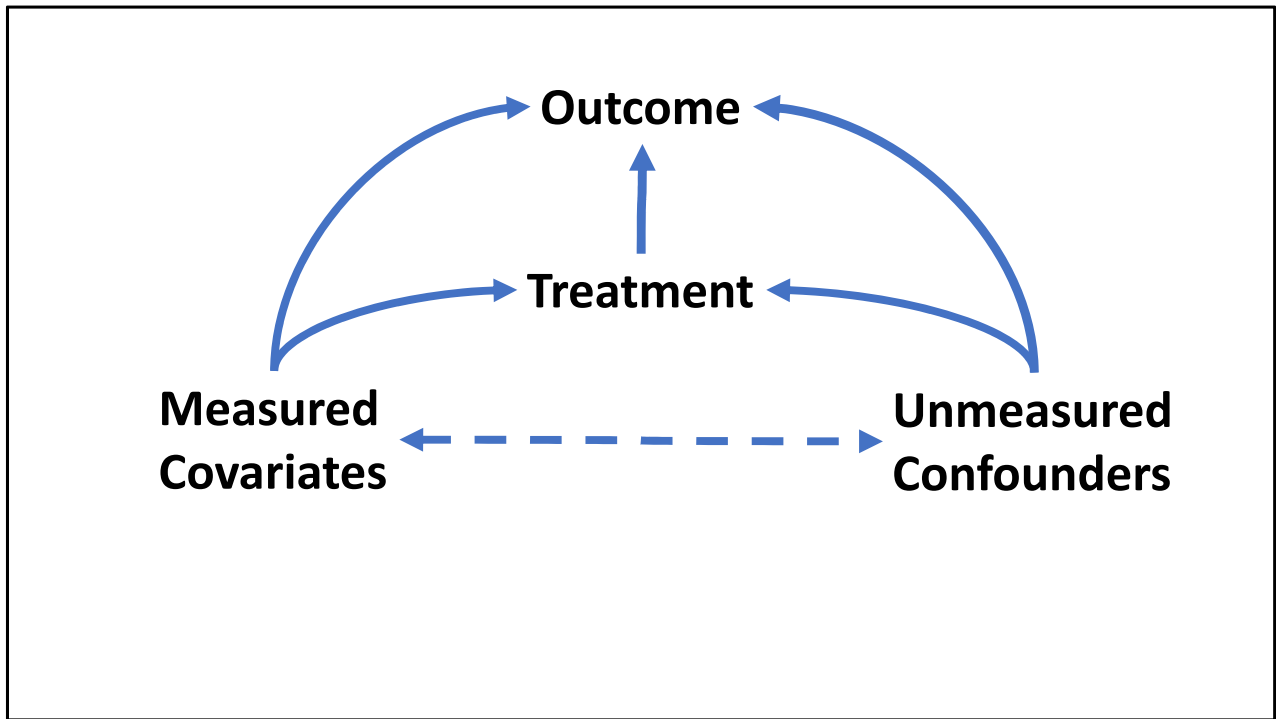 Outcome
Treatment
Measured
Covariates
Unmeasured
Confounders